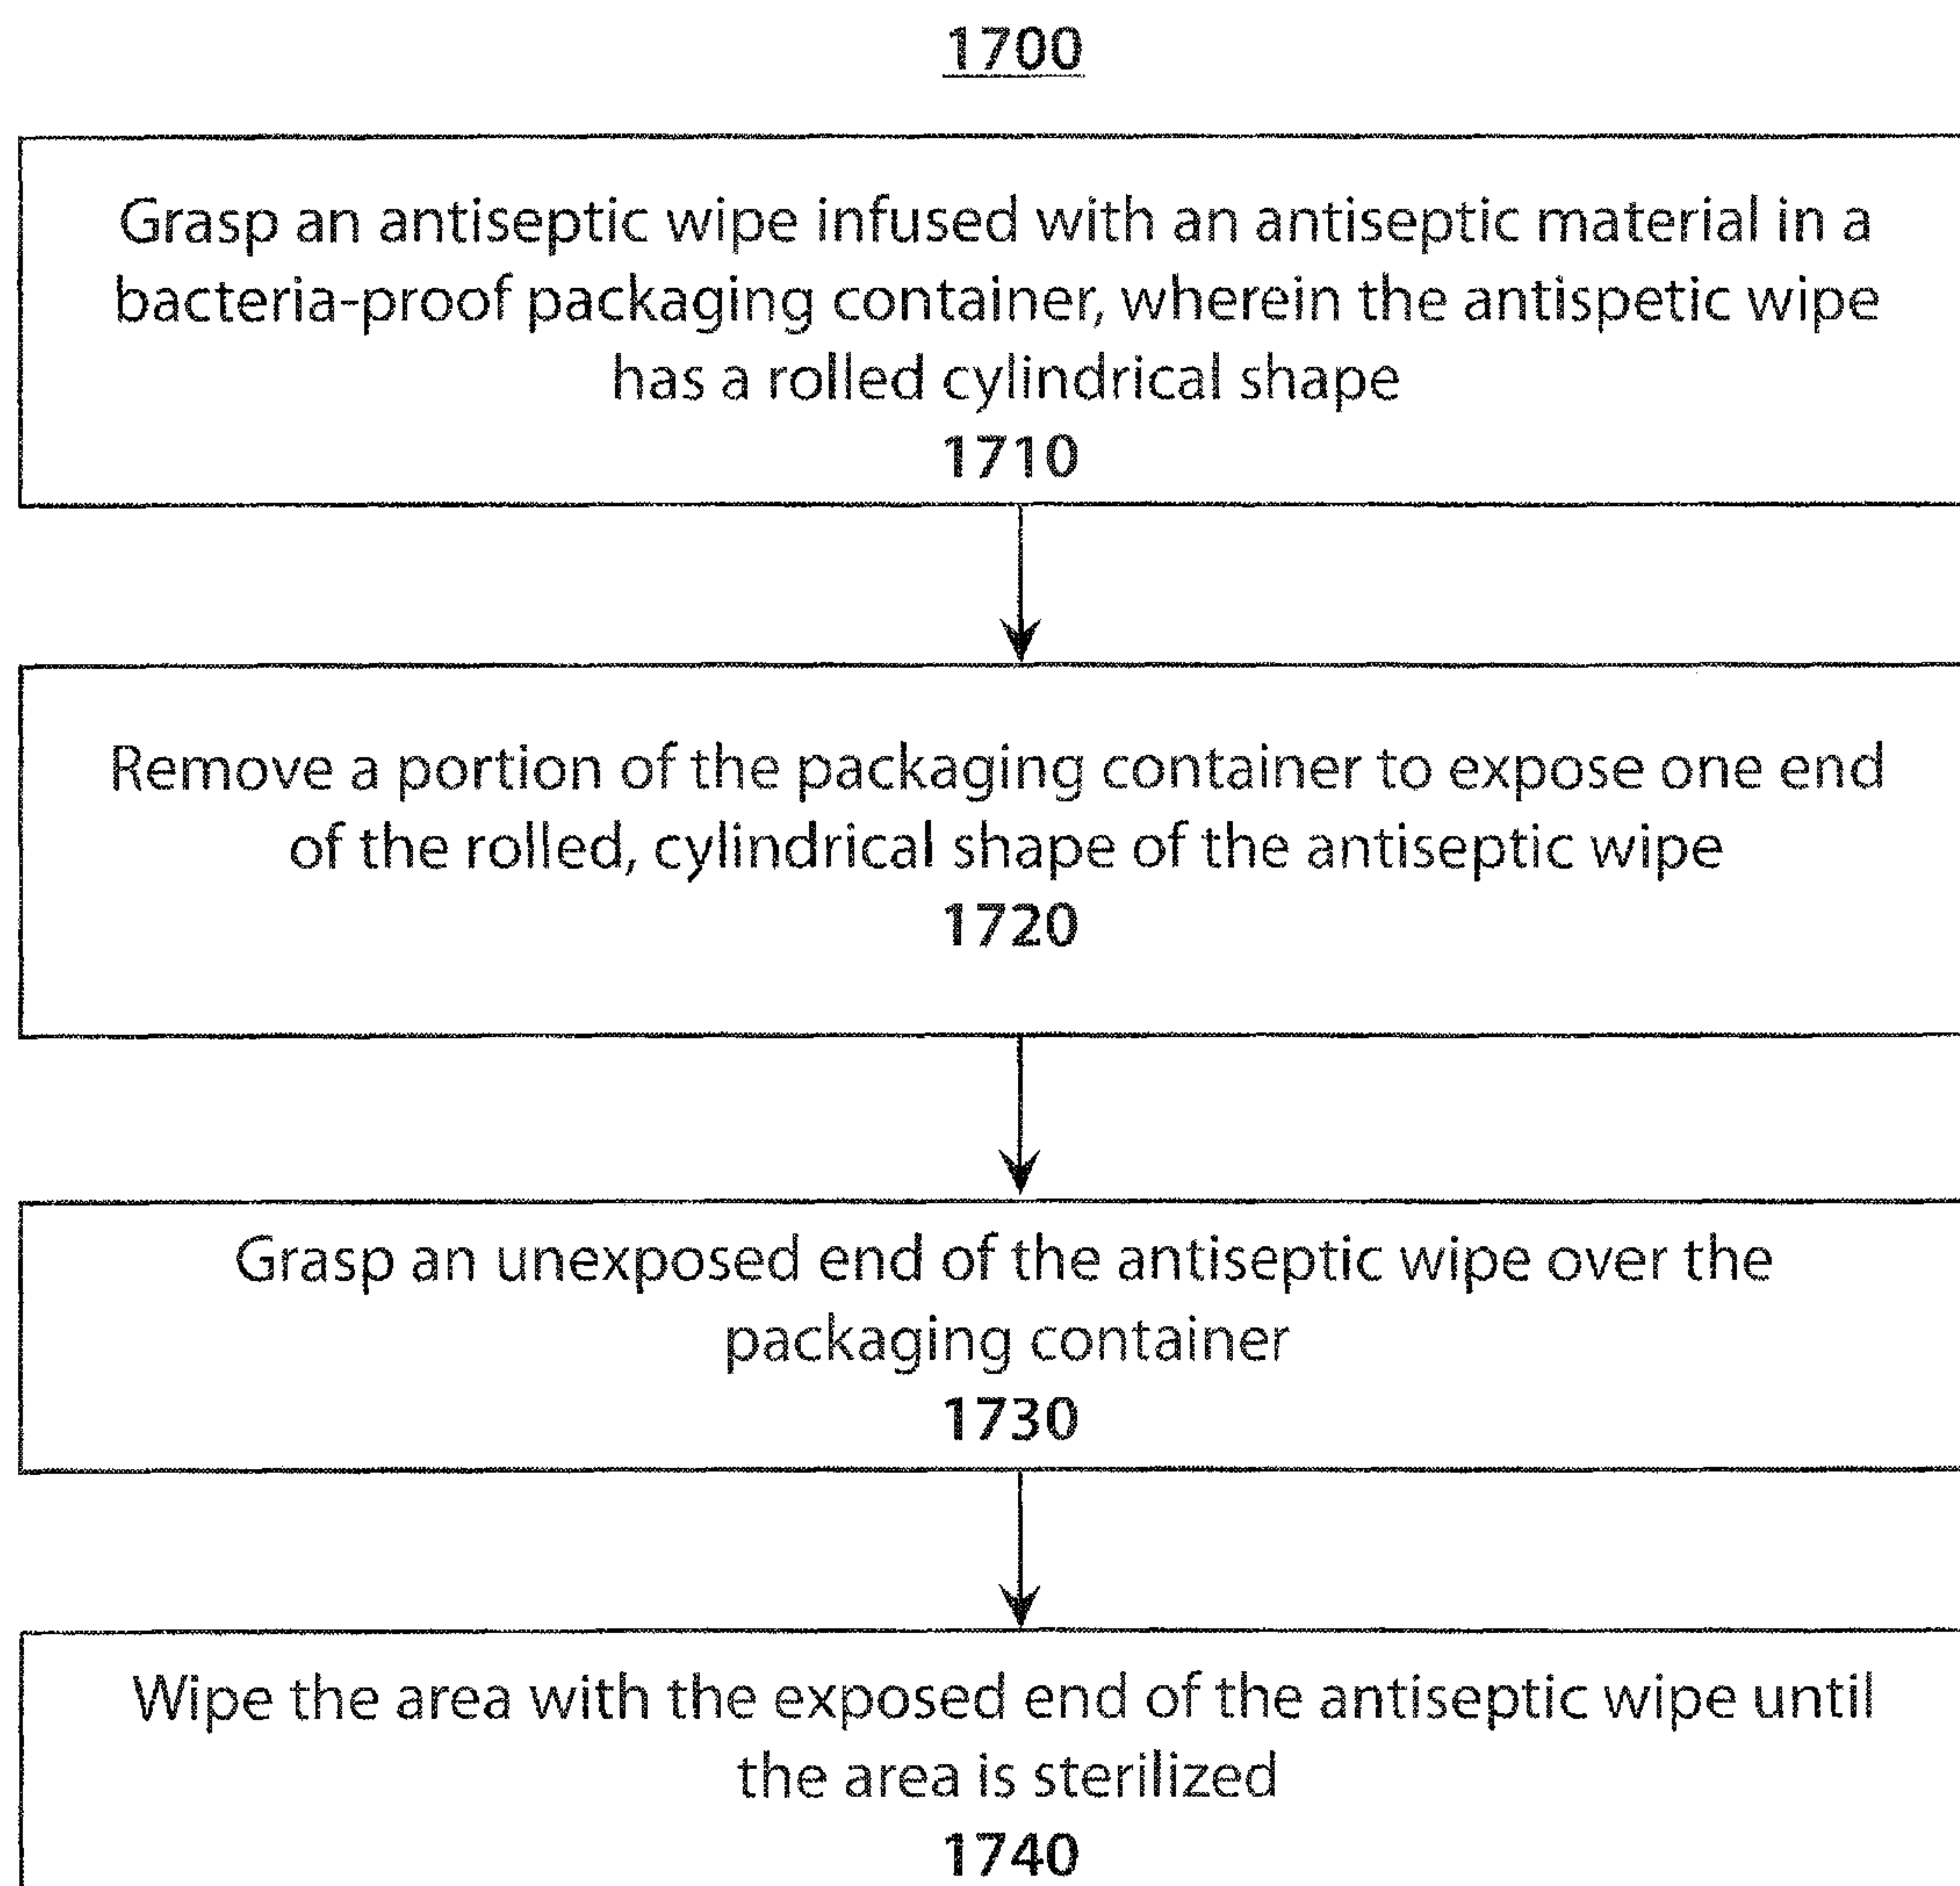 1700
Grasp an antiseptic wipe infused with an antiseptic material in a
bacteria-proof packaging container, wherein the antispetic wipe
has a rolled cylindrical shape
1710
Remove a portion of the packaging container to expose one end
of the rolled, cylindrical shape of the antiseptic wipe
1720
Grasp an unexposed end of the antiseptic wipe over the
packaging container
1730
Wipe the area with the exposed end of the antiseptic wipe until
the area is sterilized
1740